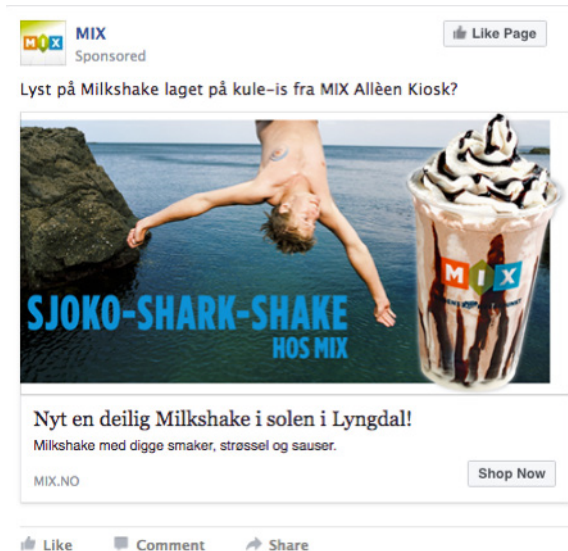 MIX
MIX
Like Page
Sponsored
Lyst på Milkshake laget på kule-is fra MIX Allèen Kiosk?
MIX
SJOKO-SHARK-SHAKE
HOS MIX
Nyt en deilig Milkshake i solen i Lyngdal!
Milkshake med digge smaker, strøssel og sauser.
MIX.NO
Shop Now
Like
Comment
Share